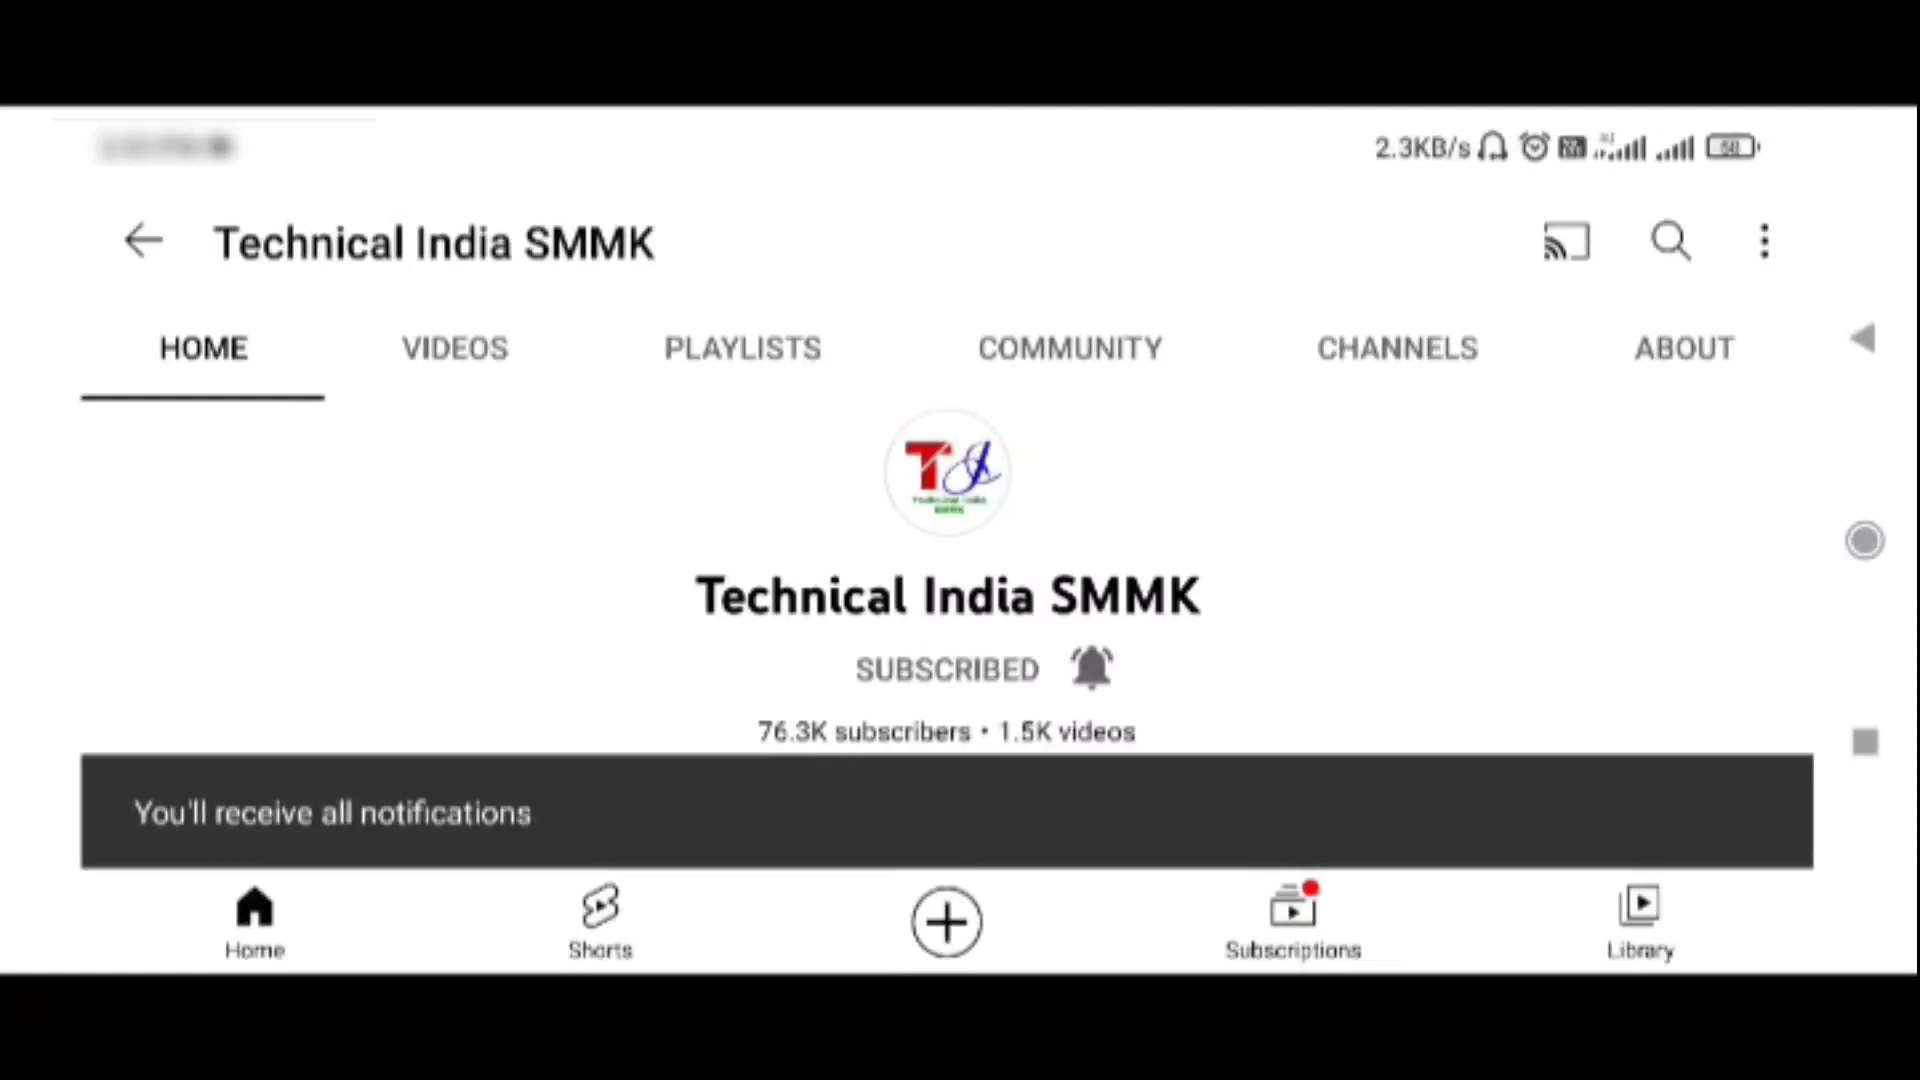 2.3KB/s
Technical India SMMK
HOME VIDEOS PLAYLISTS COMMUNITY CHANNELS ABOUT
Technical India SMMK
SUBSCRIBED
76.3K subscribers • 1.5K videos
You'll receive all notifications
Home Shorts Subscriptions Library